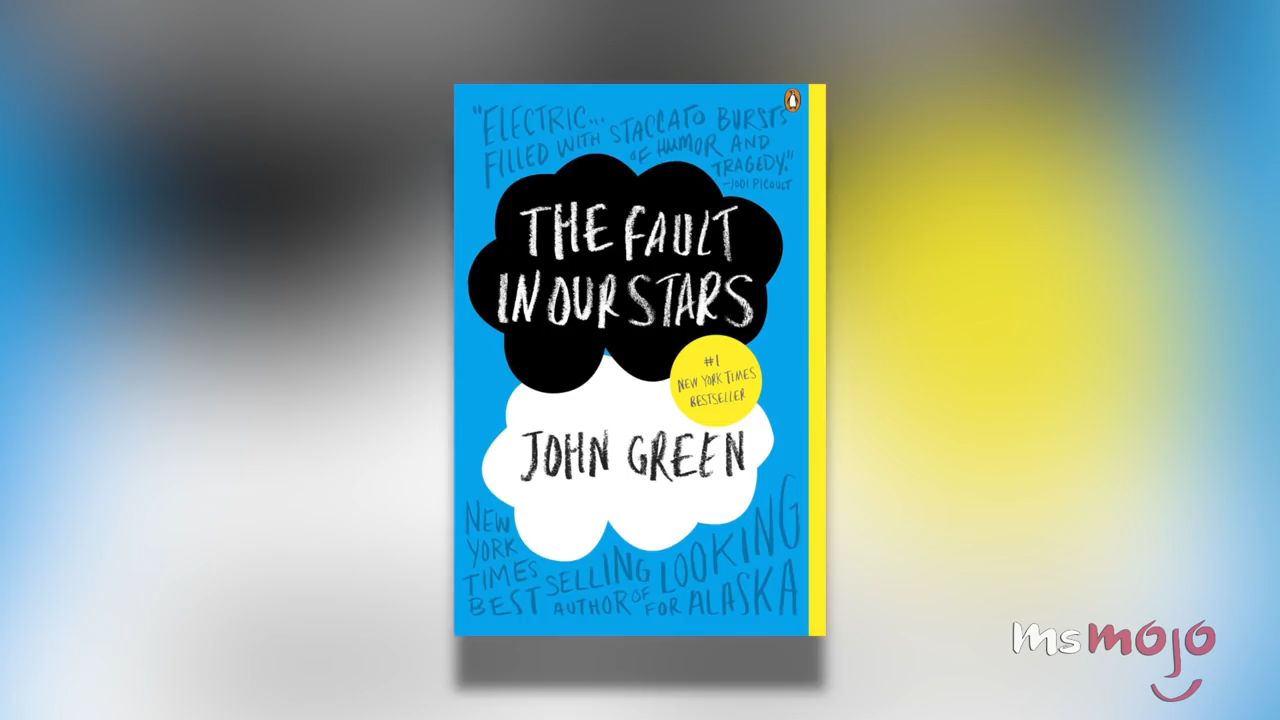 "ELECTRIC... STACCATO BURSTS
FILLED WITH OF HUMOR AND
TRAGEDY."
-JODI PICOULT
THE FAULT
IN OUR STARS
#1
NEW YORK TIMES
BESTSELLER
JOHN GREEN
NEW
YORK
TIMES SELLING LOOKING
BEST AUTHOR OF FOR ALASKA
msmojo